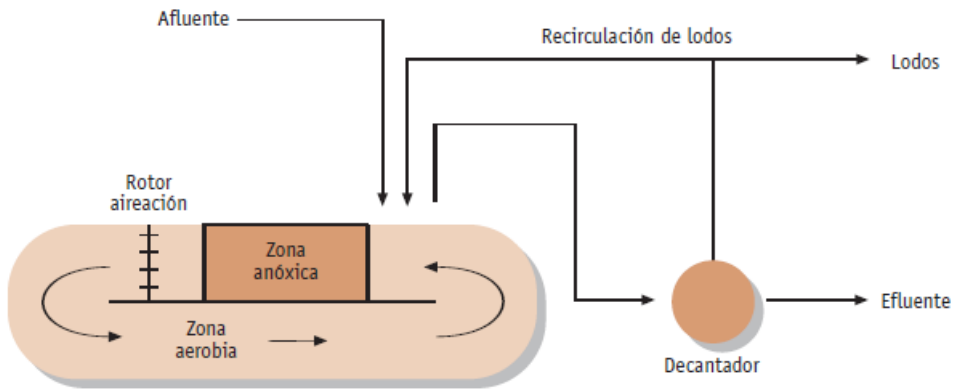 Afluente
Recirculación de lodos
Lodos
Rotor
aireación
Zona
anóxica
Zona
aerobia
Efluente
Decantador